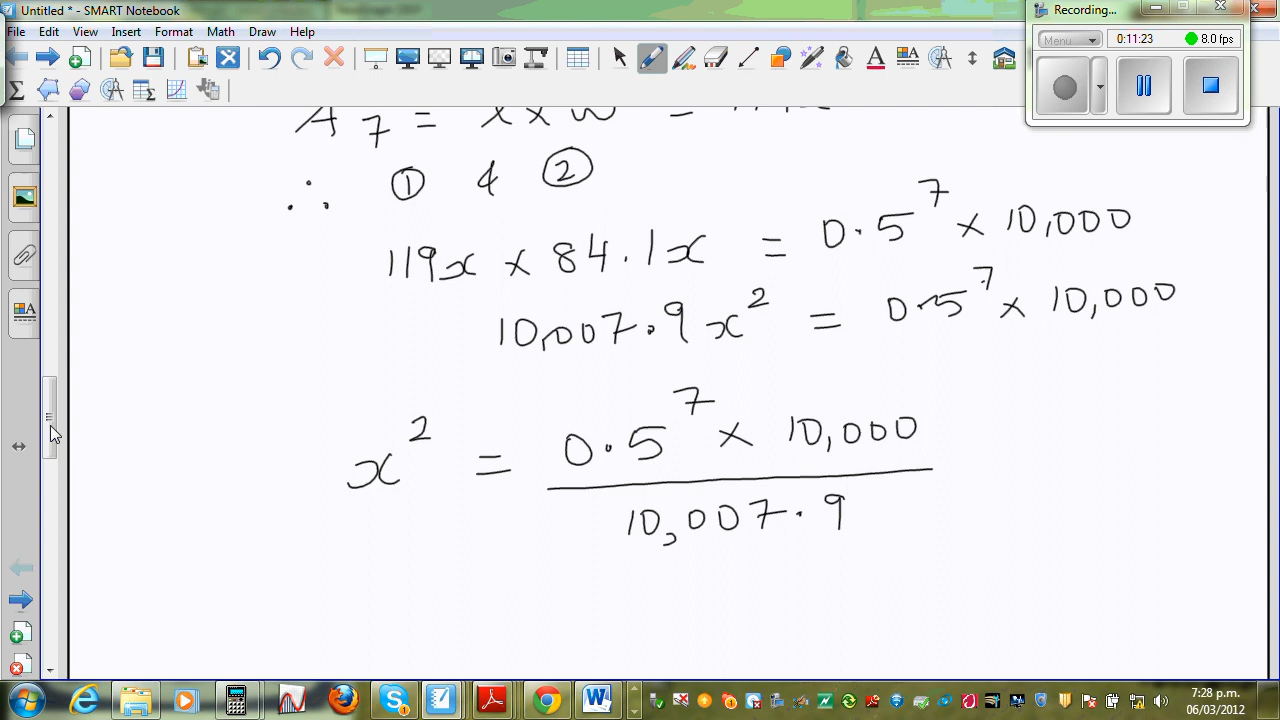 Untitled * - SMART Notebook
Recording...
File Edit View Insert Format Math Draw Help
Menu 0:11:23 8.0 fps
A7 =
∴ ① & ②
119x × 84.1x = 0.5⁷ × 10,000
10,007.9x² = 0.5⁷ × 10,000
x² = 0.5⁷ × 10,000
10,007.9
7:28 p.m.
06/03/2012